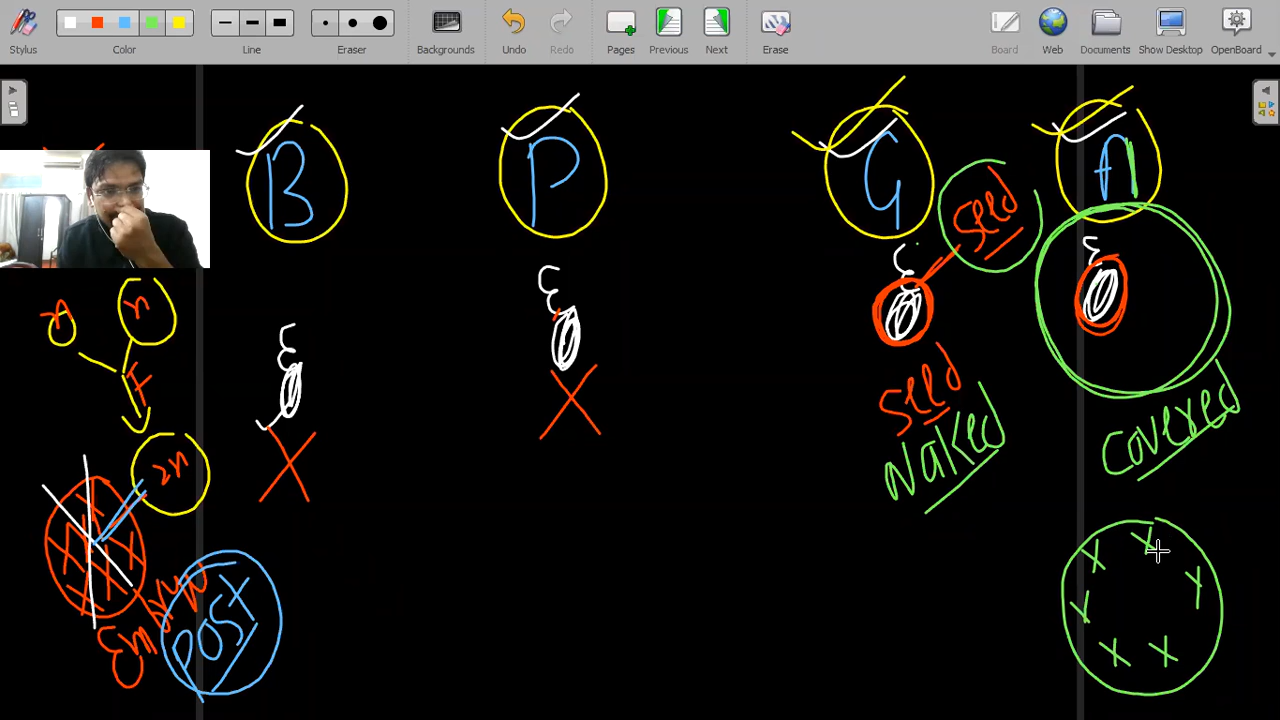 Stylus
Color
Line
Eraser
Backgrounds
Undo
Redo
Pages
Previous
Next
Erase
Board
Web
Documents
Show Desktop
OpenBoard
B
P
G
A
Seed
n
Seed
Naked
Covered
2n
POST